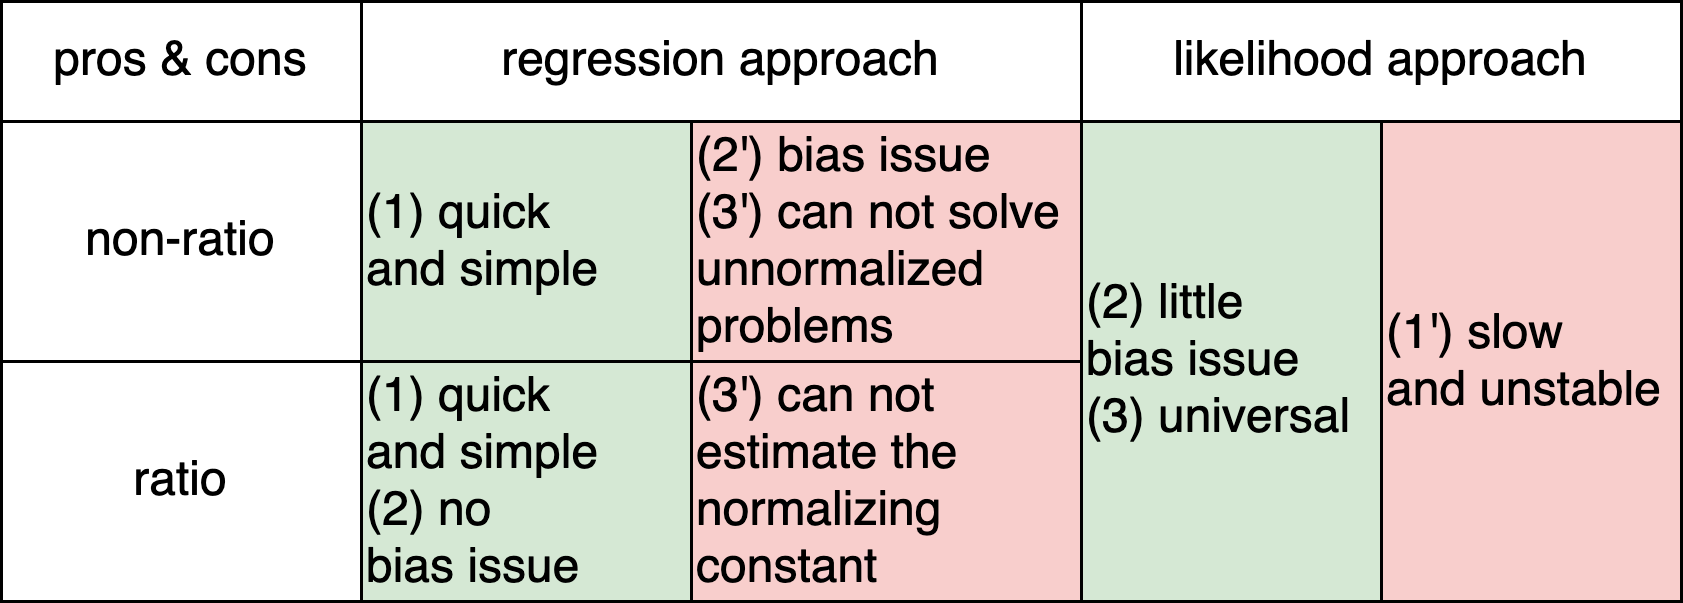 pros & cons
regression approach
likelihood approach
non-ratio
(1) quick
and simple
(2') bias issue
(3') can not solve
unnormalized
problems
(2) little
bias issue
(3) universal
(1') slow
and unstable
ratio
(1) quick
and simple
(2) no
bias issue
(3') can not
estimate the
normalizing
constant